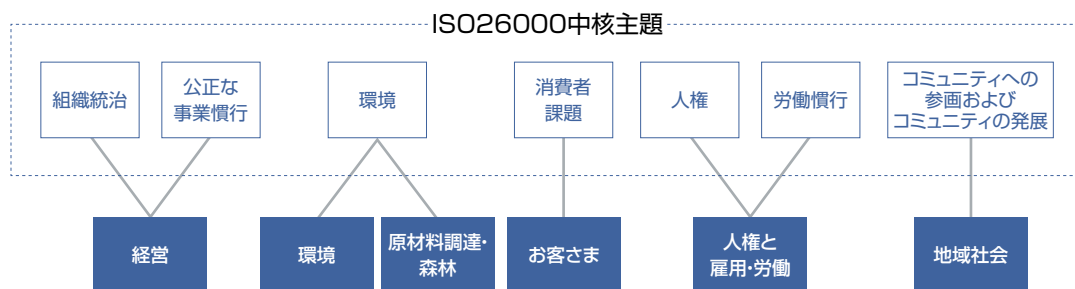 ISO26000中核主題
組織統治
公正な
事業慣行
環境
消費者
課題
人権
労働慣行
コミュニティへの
参画および
コミュニティの発展
経営
環境
原材料調達・
森林
お客さま
人権と
雇用・労働
地域社会